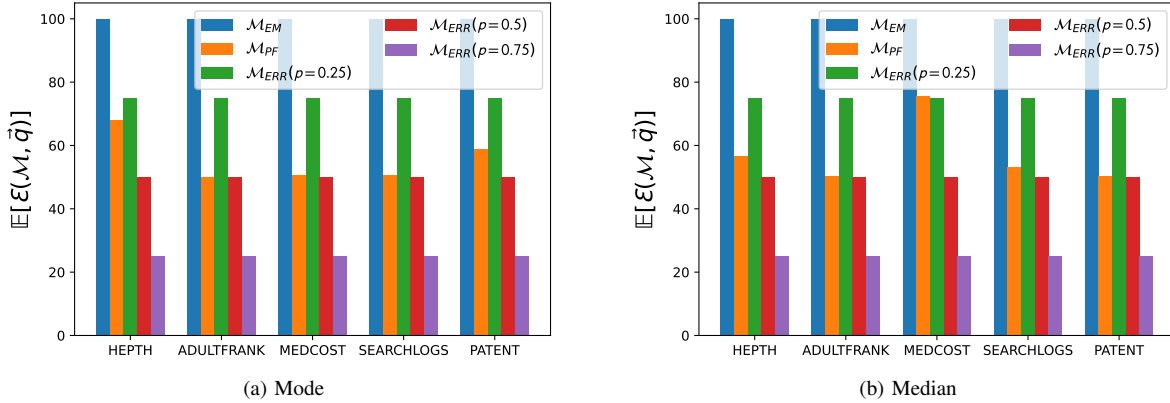 100
80
60
40
20
0
𝔼[ℰ(ℳ, q⃗)]
ℳ_EM
ℳ_PF
ℳ_ERR(p=0.25)
ℳ_ERR(p=0.5)
ℳ_ERR(p=0.75)
HEPTH ADULTFRANK MEDCOST SEARCHLOGS PATENT
(a) Mode
100
80
60
40
20
0
𝔼[ℰ(ℳ, q⃗)]
ℳ_EM
ℳ_PF
ℳ_ERR(p=0.25)
ℳ_ERR(p=0.5)
ℳ_ERR(p=0.75)
HEPTH ADULTFRANK MEDCOST SEARCHLOGS PATENT
(b) Median